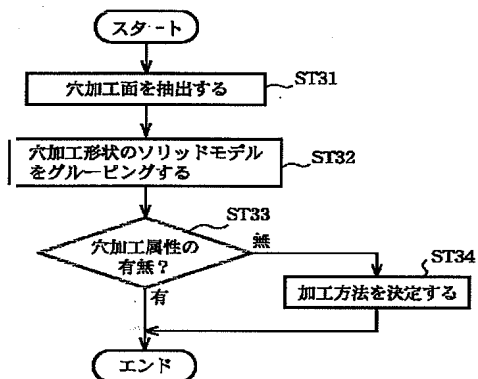 スタート
穴加工面を抽出する
ST31
穴加工形状のソリッドモデル
をグルーピングする
ST32
ST33
穴加工属性の
有無？
無
有
ST34
加工方法を決定する
エンド